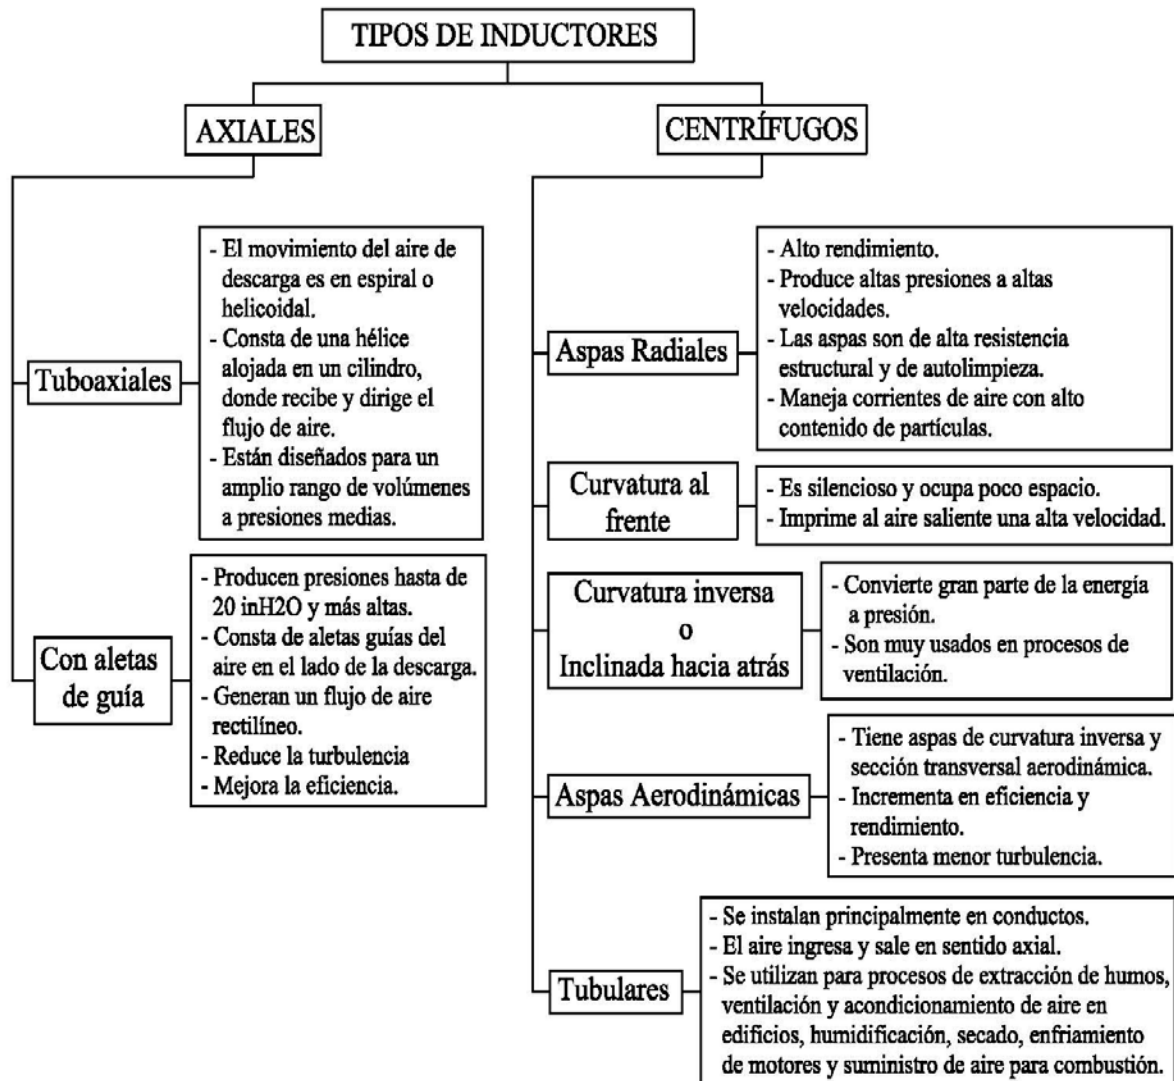 TIPOS DE INDUCTORES
AXIALES
CENTRÍFUGOS
Tuboaxiales
- El movimiento del aire de
descarga es en espiral o
helicoidal.
- Consta de una hélice
alojada en un cilindro,
donde recibe y dirige el
flujo de aire.
- Están diseñados para un
amplio rango de volúmenes
a presiones medias.
Con aletas
de guía
- Producen presiones hasta de
20 inH2O y más altas.
- Consta de aletas guías del
aire en el lado de la descarga.
- Generan un flujo de aire
rectilíneo.
- Reduce la turbulencia
- Mejora la eficiencia.
Aspas Radiales
- Alto rendimiento.
- Produce altas presiones a altas
velocidades.
- Las aspas son de alta resistencia
estructural y de autolimpieza.
- Maneja corrientes de aire con alto
contenido de partículas.
Curvatura al
frente
- Es silencioso y ocupa poco espacio.
- Imprime al aire saliente una alta velocidad.
Curvatura inversa
o
Inclinada hacia atrás
- Convierte gran parte de la energía
a presión.
- Son muy usados en procesos de
ventilación.
Aspas Aerodinámicas
- Tiene aspas de curvatura inversa y
sección transversal aerodinámica.
- Incrementa en eficiencia y
rendimiento.
- Presenta menor turbulencia.
Tubulares
- Se instalan principalmente en conductos.
- El aire ingresa y sale en sentido axial.
- Se utilizan para procesos de extracción de humos,
ventilación y acondicionamiento de aire en
edificios, humidificación, secado, enfriamiento
de motores y suministro de aire para combustión.